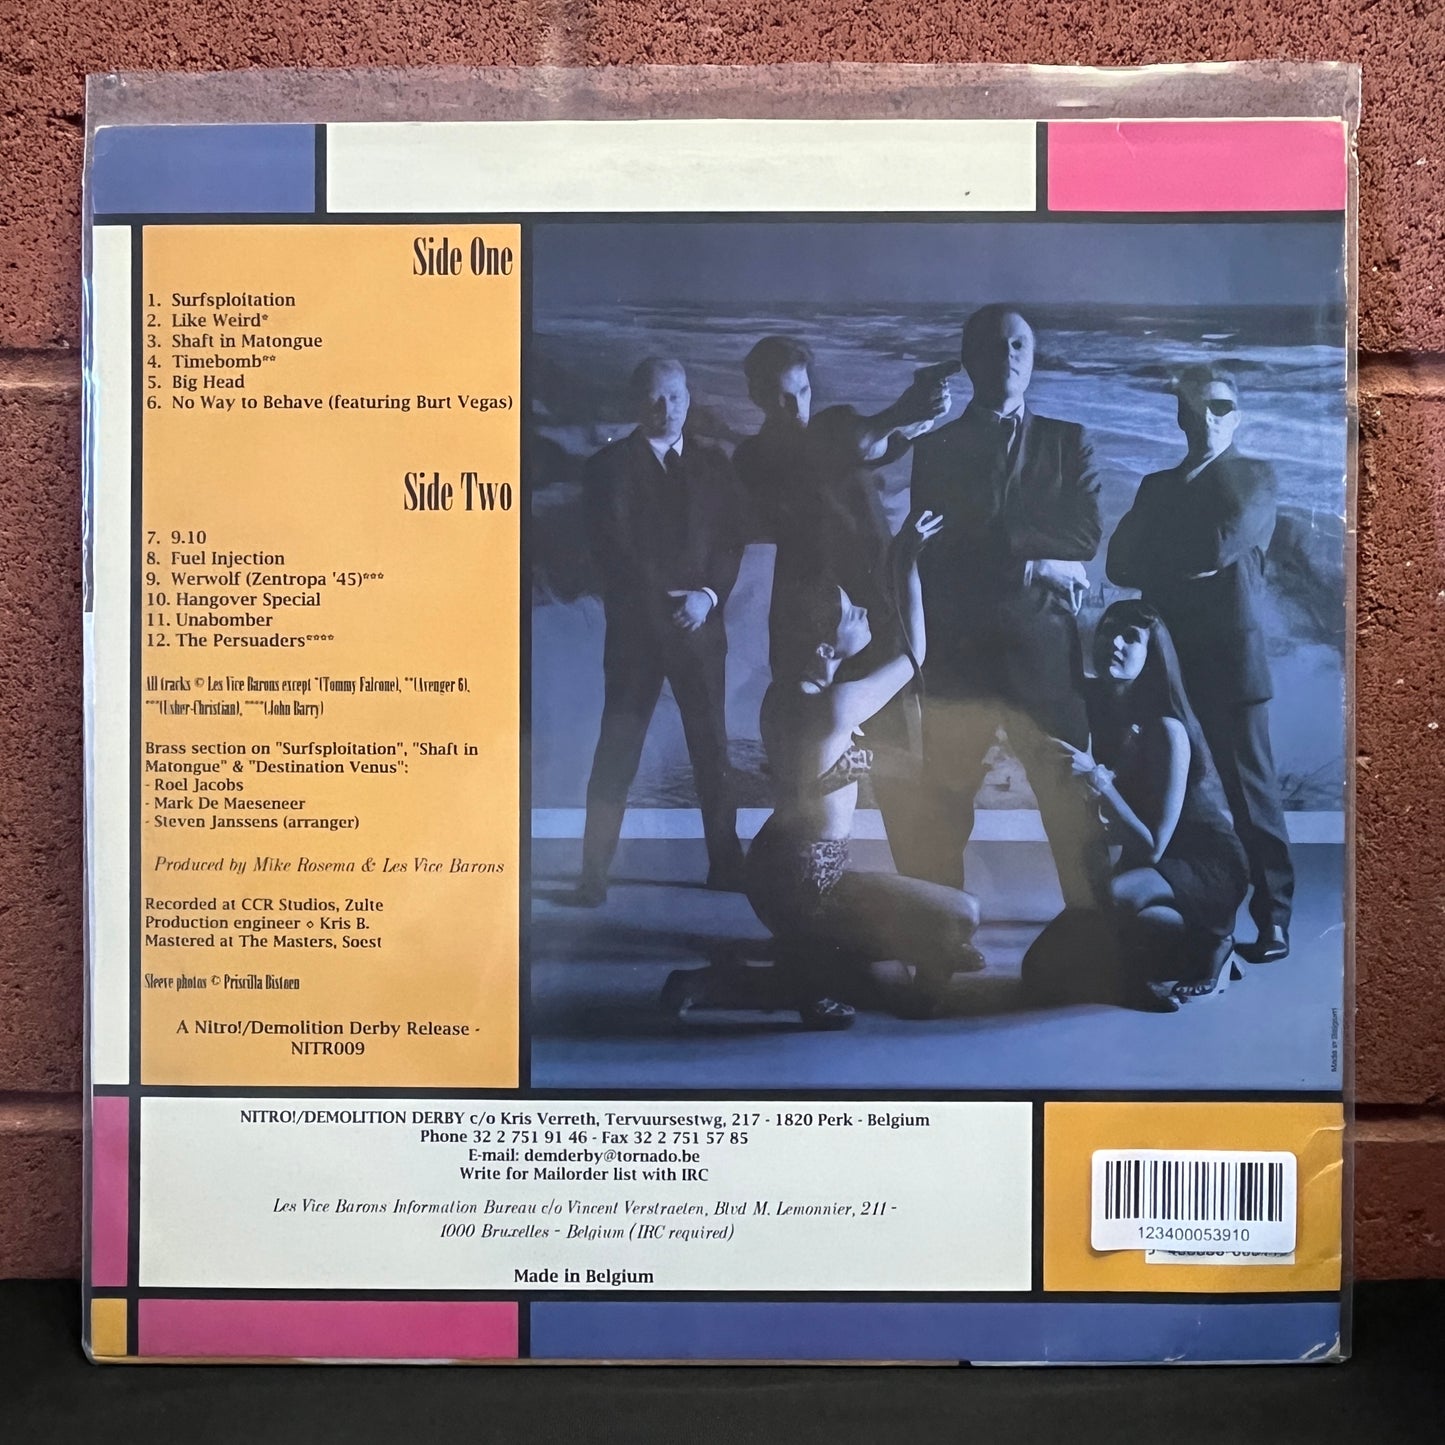 Side One
1. Surfsploitation
2. Like Weird*
3. Shaft in Matongue
4. Timebomb**
5. Big Head
6. No Way to Behave (featuring Burt Vegas)
Side Two
7. 9.10
8. Fuel Injection
9. Werwolf (Zentropa '45)***
10. Hangover Special
11. Unabomber
12. The Persuaders****
All tracks © Les Vice Barons except *(Tommy Falcone), **(Avenger 6),
***(Usher-Christian), ****(John Barry)
Brass section on "Surfsploitation", "Shaft in
Matongue" & "Destination Venus":
- Roel Jacobs
- Mark De Maeseneer
- Steven Janssens (arranger)
Produced by Mike Rosema & Les Vice Barons
Recorded at CCR Studios, Zulte
Production engineer ⋄ Kris B.
Mastered at The Masters, Soest
Sleeve photos © Priscilla Bistoen
A Nitro!/Demolition Derby Release -
NITR009
Made in Belgium
NITRO!/DEMOLITION DERBY c/o Kris Verreth, Tervuursestwg, 217 - 1820 Perk - Belgium
Phone 32 2 751 91 46 - Fax 32 2 751 57 85
E-mail: demderby@tornado.be
Write for Mailorder list with IRC
Les Vice Barons Information Bureau c/o Vincent Verstraeten, Blvd M. Lemonnier, 211 -
1000 Bruxelles - Belgium (IRC required)
Made in Belgium
123400053910